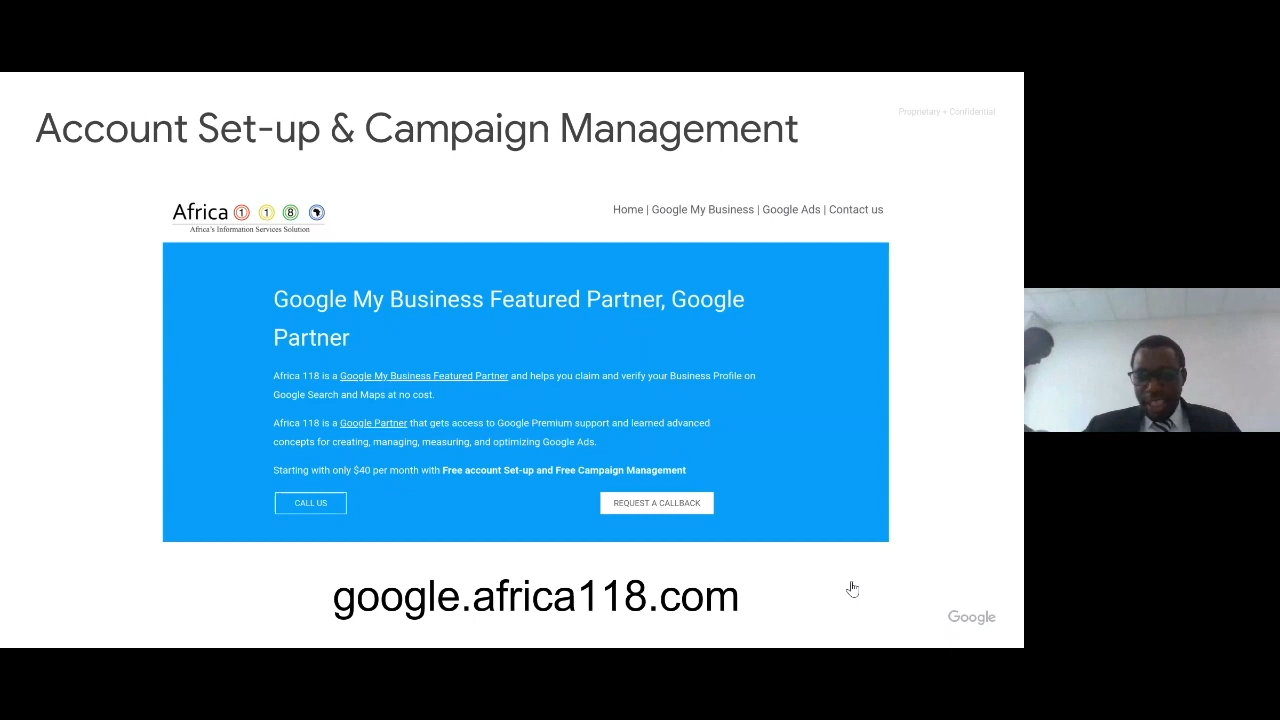 Account Set-up & Campaign Management
Proprietary + Confidential
Africa 1 1 8
Africa's Information Services Solution
Home | Google My Business | Google Ads | Contact us
Google My Business Featured Partner, Google
Partner
Africa 118 is a Google My Business Featured Partner and helps you claim and verify your Business Profile on
Google Search and Maps at no cost.
Africa 118 is a Google Partner that gets access to Google Premium support and learned advanced
concepts for creating, managing, measuring, and optimizing Google Ads.
Starting with only $40 per month with Free account Set-up and Free Campaign Management
CALL US
REQUEST A CALLBACK
google.africa118.com
Google